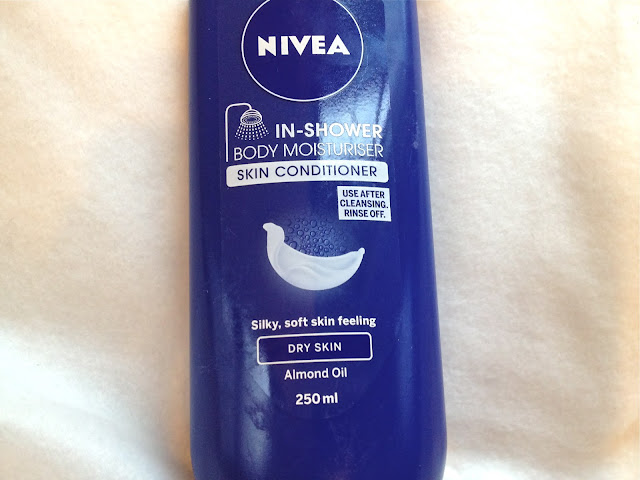 NIVEA
IN-SHOWER
BODY MOISTURISER
SKIN CONDITIONER
USE AFTER
CLEANSING.
RINSE OFF.
Silky, soft skin feeling
DRY SKIN
Almond Oil
250 ml